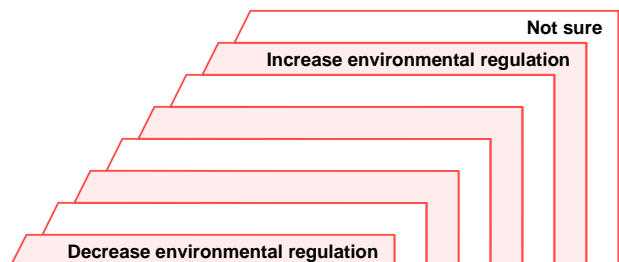 Not sure
Increase environmental regulation
Decrease environmental regulation